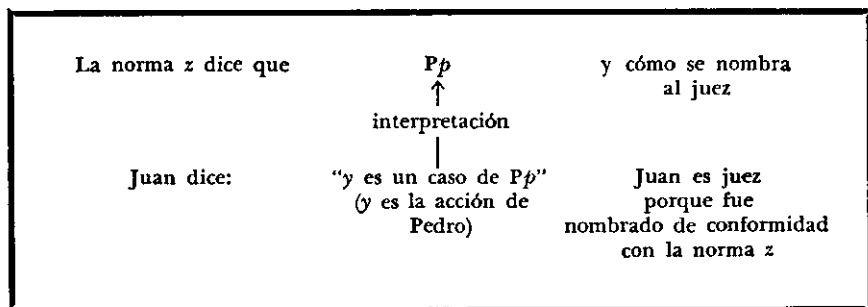 La norma z dice que Pp y cómo se nombra
al juez
interpretación
Juan dice: "y es un caso de Pp" Juan es juez
(y es la acción de porque fue
Pedro) nombrado de conformidad
con la norma z